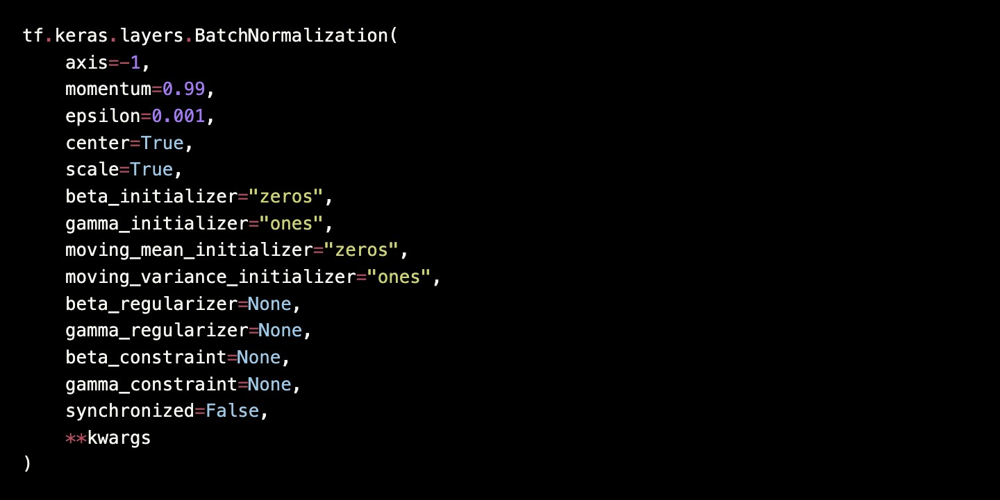 tf.keras.layers.BatchNormalization(
    axis=-1,
    momentum=0.99,
    epsilon=0.001,
    center=True,
    scale=True,
    beta_initializer="zeros",
    gamma_initializer="ones",
    moving_mean_initializer="zeros",
    moving_variance_initializer="ones",
    beta_regularizer=None,
    gamma_regularizer=None,
    beta_constraint=None,
    gamma_constraint=None,
    synchronized=False,
    **kwargs
)